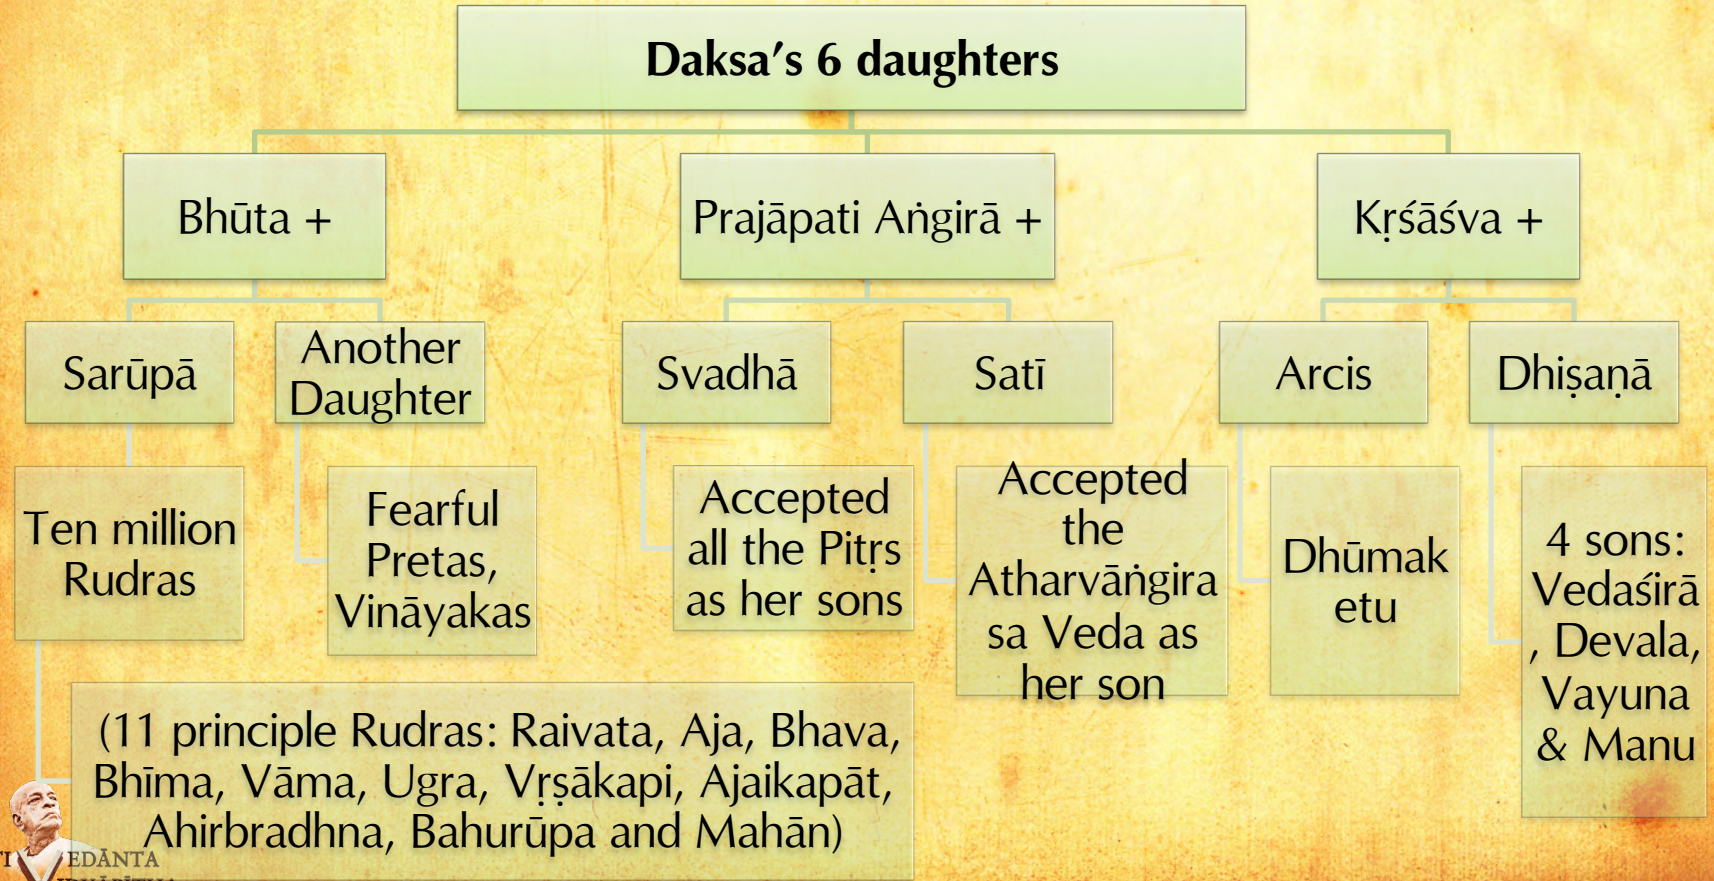 Daksa’s 6 daughters
Bhūta +
Prajāpati Aṅgirā +
Kṛśāśva +
Sarūpā
Another
Daughter
Svadhā
Satī
Arcis
Dhiṣaṇā
Ten million
Rudras
Fearful
Pretas,
Vināyakas
Accepted
all the Pitṛs
as her sons
Accepted
the
Atharvāṅgira
sa Veda as
her son
Dhūmak
etu
4 sons:
Vedaśirā
, Devala,
Vayuna
& Manu
(11 principle Rudras: Raivata, Aja, Bhava,
Bhīma, Vāma, Ugra, Vṛṣākapi, Ajaikapāt,
Ahirbradhna, Bahurūpa and Mahān)
EDĀNTA